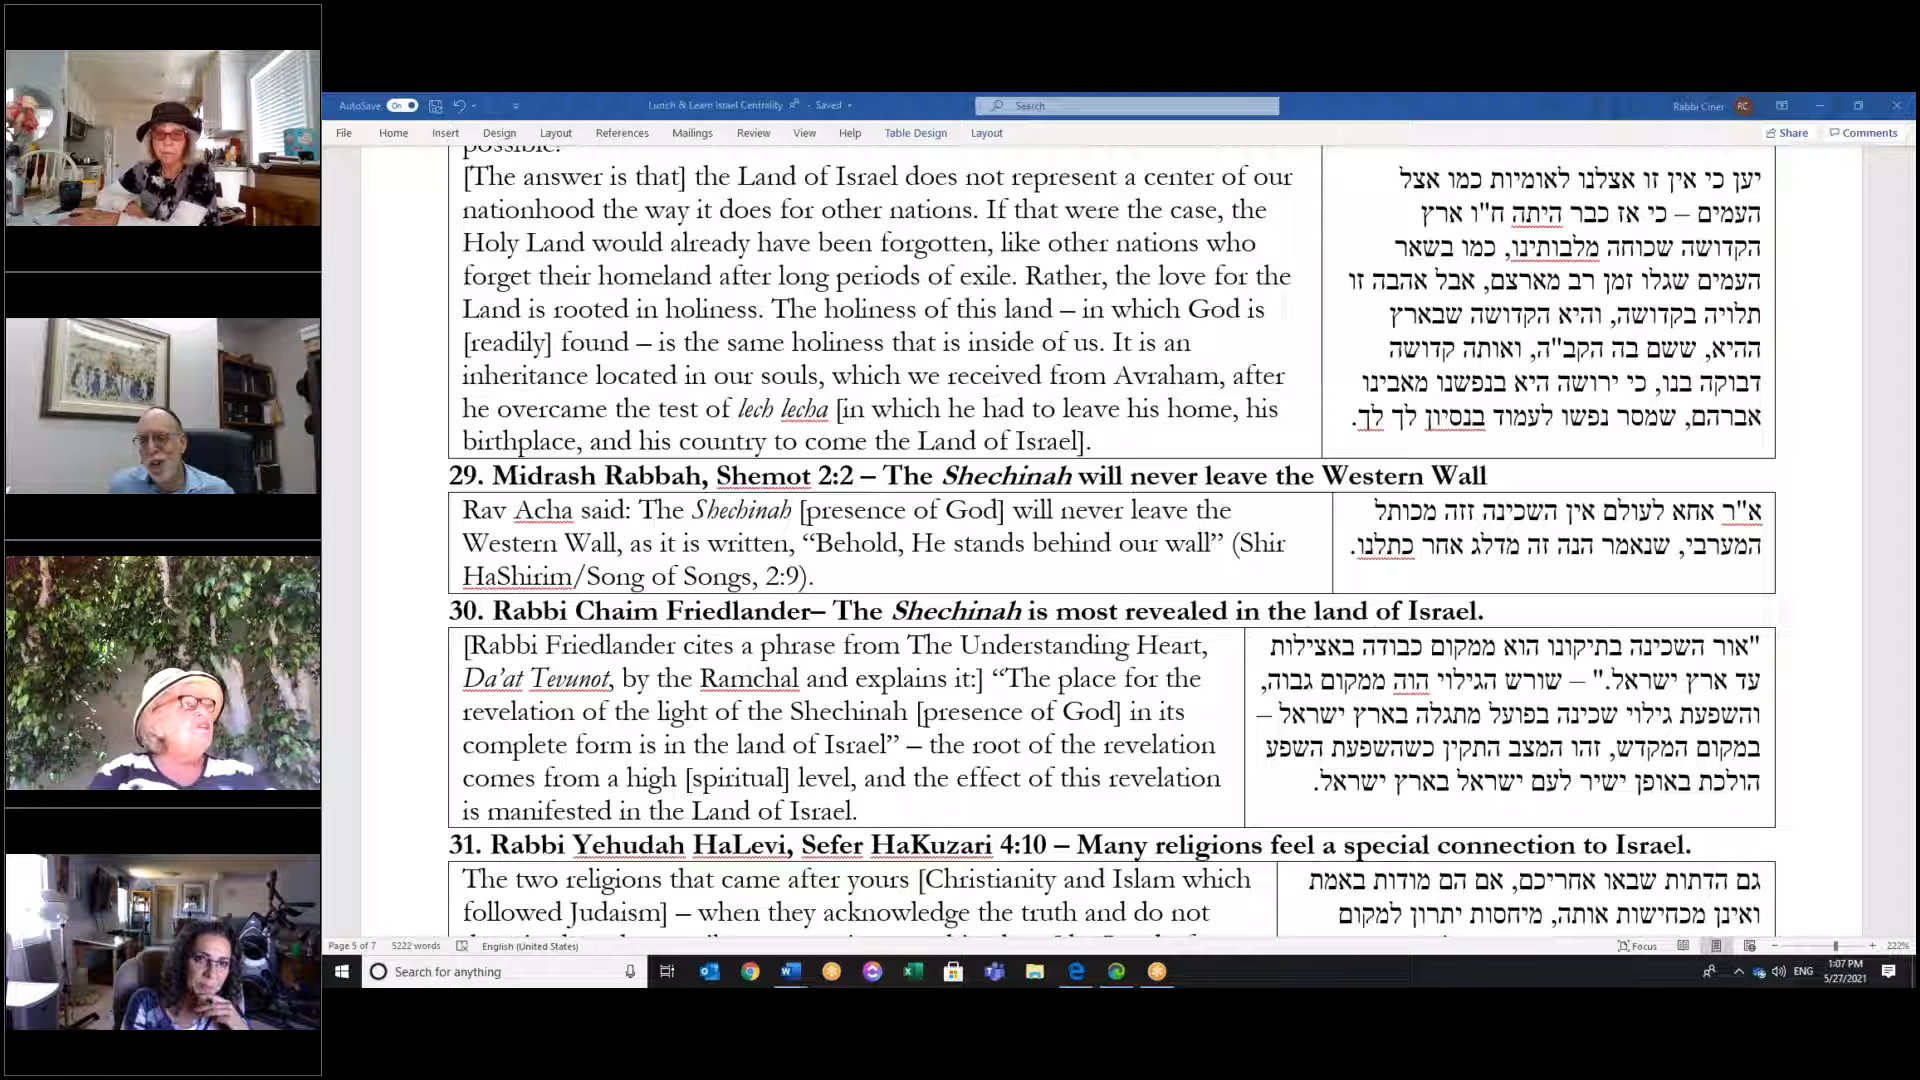 AutoSave On
Lunch & Learn Israel Centrality - Saved
Search
Rabbi Ciner RC
File Home Insert Design Layout References Mailings Review View Help Table Design Layout
Share Comments
possible?
[The answer is that] the Land of Israel does not represent a center of our
nationhood the way it does for other nations. If that were the case, the
Holy Land would already have been forgotten, like other nations who
forget their homeland after long periods of exile. Rather, the love for the
Land is rooted in holiness. The holiness of this land – in which God is
[readily] found – is the same holiness that is inside of us. It is an
inheritance located in our souls, which we received from Avraham, after
he overcame the test of lech lecha [in which he had to leave his home, his
birthplace, and his country to come the Land of Israel].
יען כי אין זו אצלנו לאומיות כמו אצל
העמים – כי אז כבר היתה ח"ו ארץ
הקדושה שכוחה מלבותינו, כמו בשאר
העמים שגלו זמן רב מארצם, אבל אהבה זו
תלויה בקדושה, והיא הקדושה שבארץ
ההיא, ששם בה הקב"ה, ואותה קדושה
דבוקה בנו, כי ירושה היא בנפשנו מאבינו
אברהם, שמסר נפשו לעמוד בנסיון לך לך.
29. Midrash Rabbah, Shemot 2:2 – The Shechinah will never leave the Western Wall
Rav Acha said: The Shechinah [presence of God] will never leave the
Western Wall, as it is written, “Behold, He stands behind our wall” (Shir
HaShirim/Song of Songs, 2:9).
א"ר אחא לעולם אין השכינה זזה מכותל
המערבי, שנאמר הנה זה מדלג אחר כתלנו.
30. Rabbi Chaim Friedlander– The Shechinah is most revealed in the land of Israel.
[Rabbi Friedlander cites a phrase from The Understanding Heart,
Da’at Tevunot, by the Ramchal and explains it:] “The place for the
revelation of the light of the Shechinah [presence of God] in its
complete form is in the land of Israel” – the root of the revelation
comes from a high [spiritual] level, and the effect of this revelation
is manifested in the Land of Israel.
"אור השכינה בתיקונו הוא ממקום כבודה באצילות
עד ארץ ישראל." – שורש הגילוי הוה ממקום גבוה,
והשפעת גילוי שכינה בפועל מתגלה בארץ ישראל –
במקום המקדש, זהו המצב התקין כשהשפעת השפע
הולכת באופן ישיר לעם ישראל בארץ ישראל.
31. Rabbi Yehudah HaLevi, Sefer HaKuzari 4:10 – Many religions feel a special connection to Israel.
The two religions that came after yours [Christianity and Islam which
followed Judaism] – when they acknowledge the truth and do not
גם הדתות שבאו אחריכם, אם הם מודות באמת
ואינן מכחישות אותה, מיחסות יתרון למקום
Page 5 of 7 5222 words English (United States)
Focus 222%
Search for anything
ENG
1:07 PM
5/27/2021